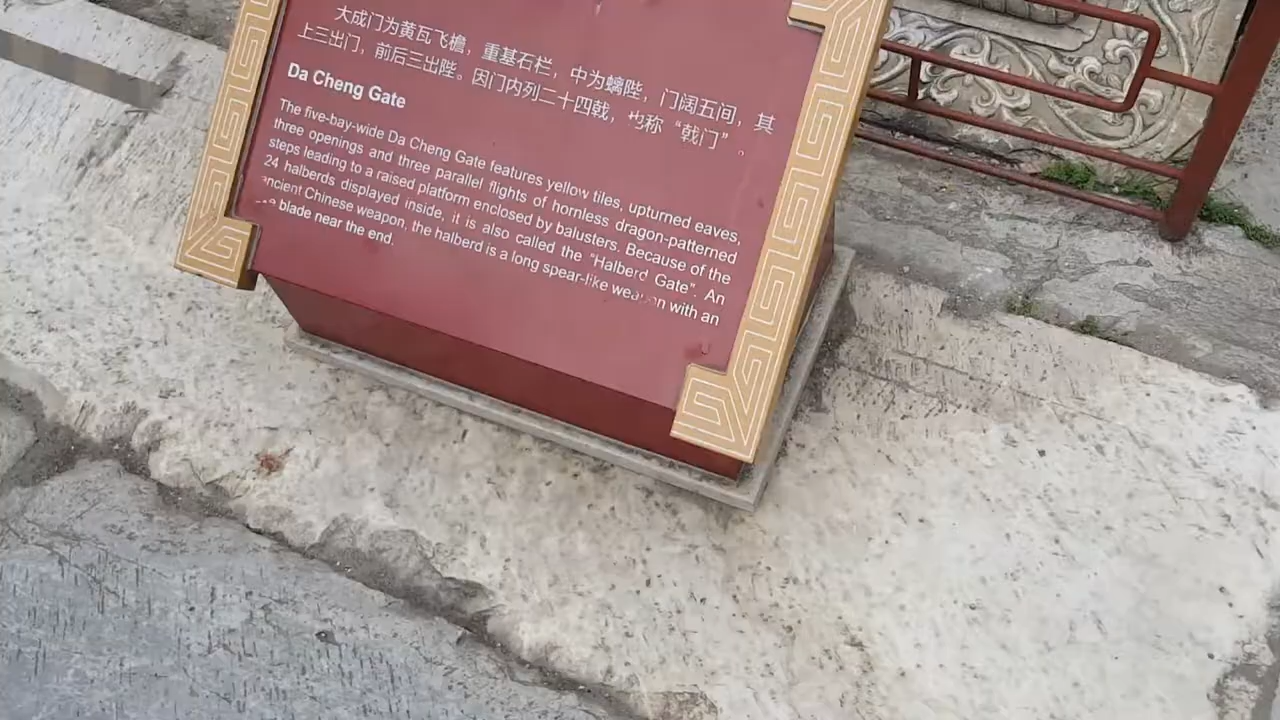 大成门为黄瓦飞檐，重基石栏，中为螭陛，门阔五间，其
上三出门，前后三出陛。因门内列二十四戟，也称“戟门”。
Da Cheng Gate
The five-bay-wide Da Cheng Gate features yellow tiles, upturned eaves,
three openings and three parallel flights of hornless dragon-patterned
steps leading to a raised platform enclosed by balusters. Because of the
24 halberds displayed inside, it is also called the "Halberd Gate". An
ancient Chinese weapon, the halberd is a long spear-like weapon with an
blade near the end.